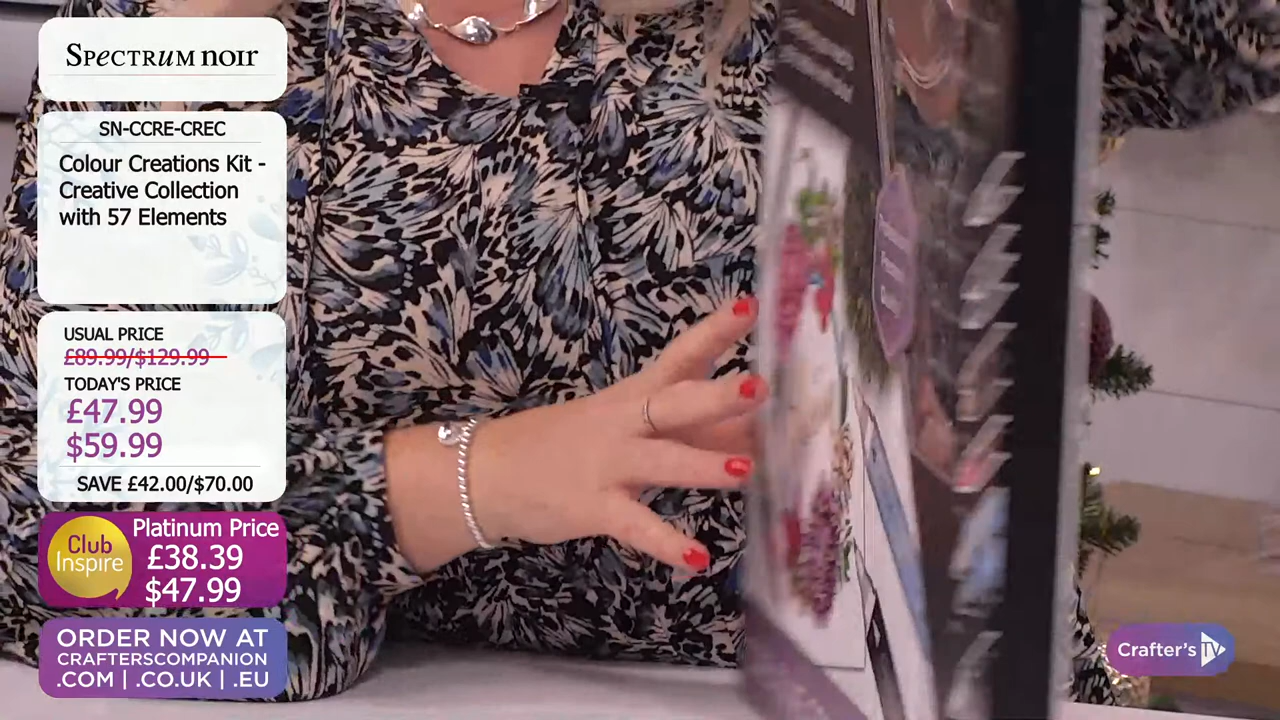 Spectrum noir
SN-CCRE-CREC
Colour Creations Kit -
Creative Collection
with 57 Elements
USUAL PRICE
£89.99/$129.99
TODAY'S PRICE
£47.99
$59.99
SAVE £42.00/$70.00
Club
Inspire
Platinum Price
£38.39
$47.99
ORDER NOW AT
CRAFTERSCOMPANION
.COM | .CO.UK | .EU
Crafter's TV